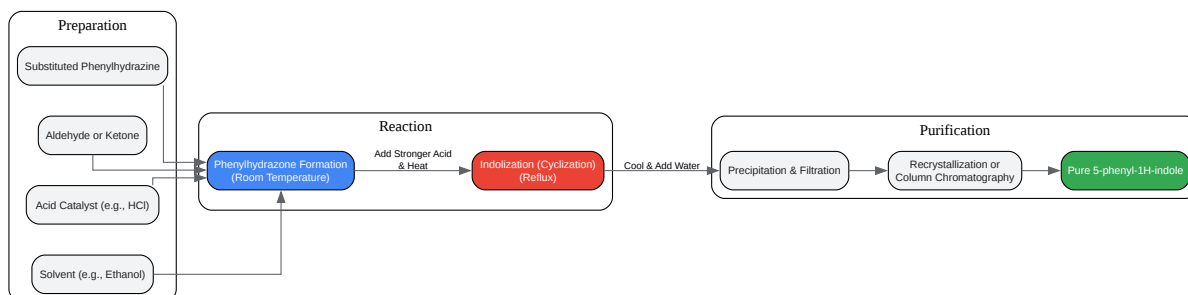 Preparation
Substituted Phenylhydrazine
Aldehyde or Ketone
Acid Catalyst (e.g., HCl)
Solvent (e.g., Ethanol)
Reaction
Phenylhydrazone Formation
(Room Temperature)
Add Stronger Acid
& Heat
Indolization (Cyclization)
(Reflux)
Cool & Add Water
Purification
Precipitation & Filtration
Recrystallization or
Column Chromatography
Pure 5-phenyl-1H-indole